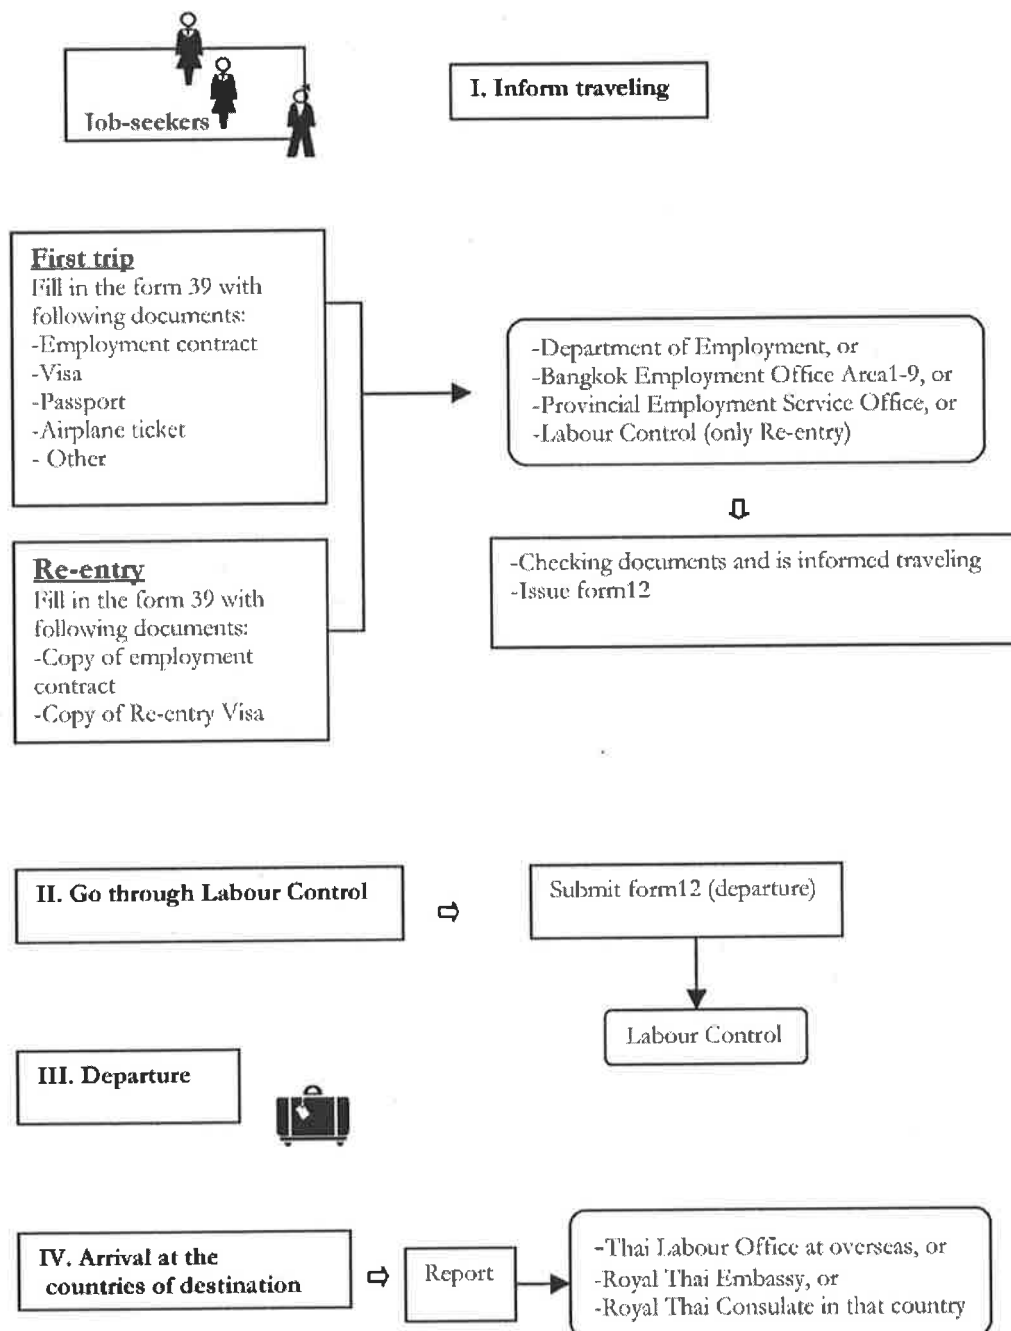 Job-seekers
I. Inform traveling
First trip
Fill in the form 39 with
following documents:
-Employment contract
-Visa
-Passport
-Airplane ticket
- Other
-Department of Employment, or
-Bangkok Employment Office Area1-9, or
-Provincial Employment Service Office, or
-Labour Control (only Re-entry)
-Checking documents and is informed traveling
-Issue form12
Re-entry
Fill in the form 39 with
following documents:
-Copy of employment
contract
-Copy of Re-entry Visa
II. Go through Labour Control
Submit form12 (departure)
Labour Control
III. Departure
IV. Arrival at the
countries of destination
Report
-Thai Labour Office at overseas, or
-Royal Thai Embassy, or
-Royal Thai Consulate in that country